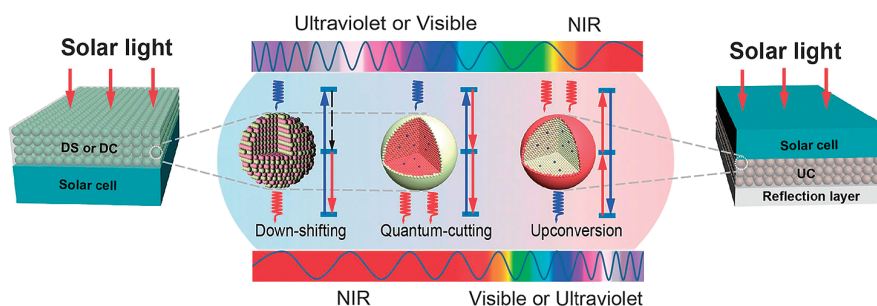 Ultraviolet or Visible
NIR
Solar light
DS or DC
Solar cell
Down-shifting
Quantum-cutting
Upconversion
Solar light
Solar cell
UC
Reflection layer
NIR
Visible or Ultraviolet